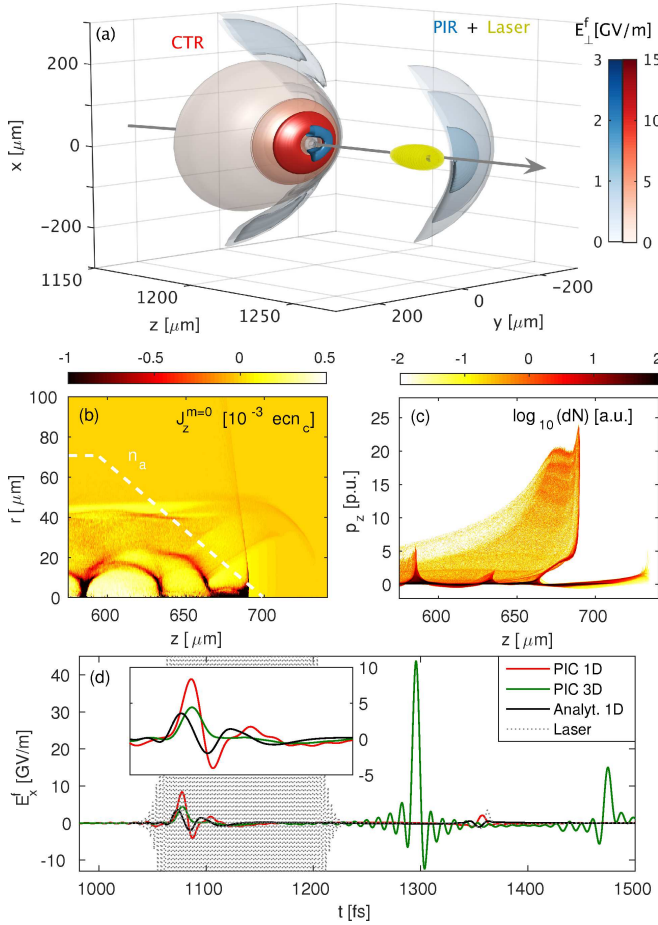 (a)
CTR
PIR + Laser
E⊥^f [GV/m]
300
200
0
-200
x [μm]
1150
1200
1250
z [μm]
200
0
-200
y [μm]
3
2
1
0
15
10
5
0
-1 -0.5 0 0.5
(b)
J_z^{m=0} [10^{-3} ecn_c]
n_a
100
80
60
40
20
0
r [μm]
600 650 700
z [μm]
-2 -1 0 1 2
(c)
log_{10}(dN) [a.u.]
25
20
15
10
5
0
p_z [p.u.]
600 650 700
z [μm]
(d)
40
30
20
10
0
-10
E_x^f [GV/m]
10
5
0
-5
PIC 1D
PIC 3D
Analyt. 1D
Laser
1000 1100 1200 1300 1400 1500
t [fs]